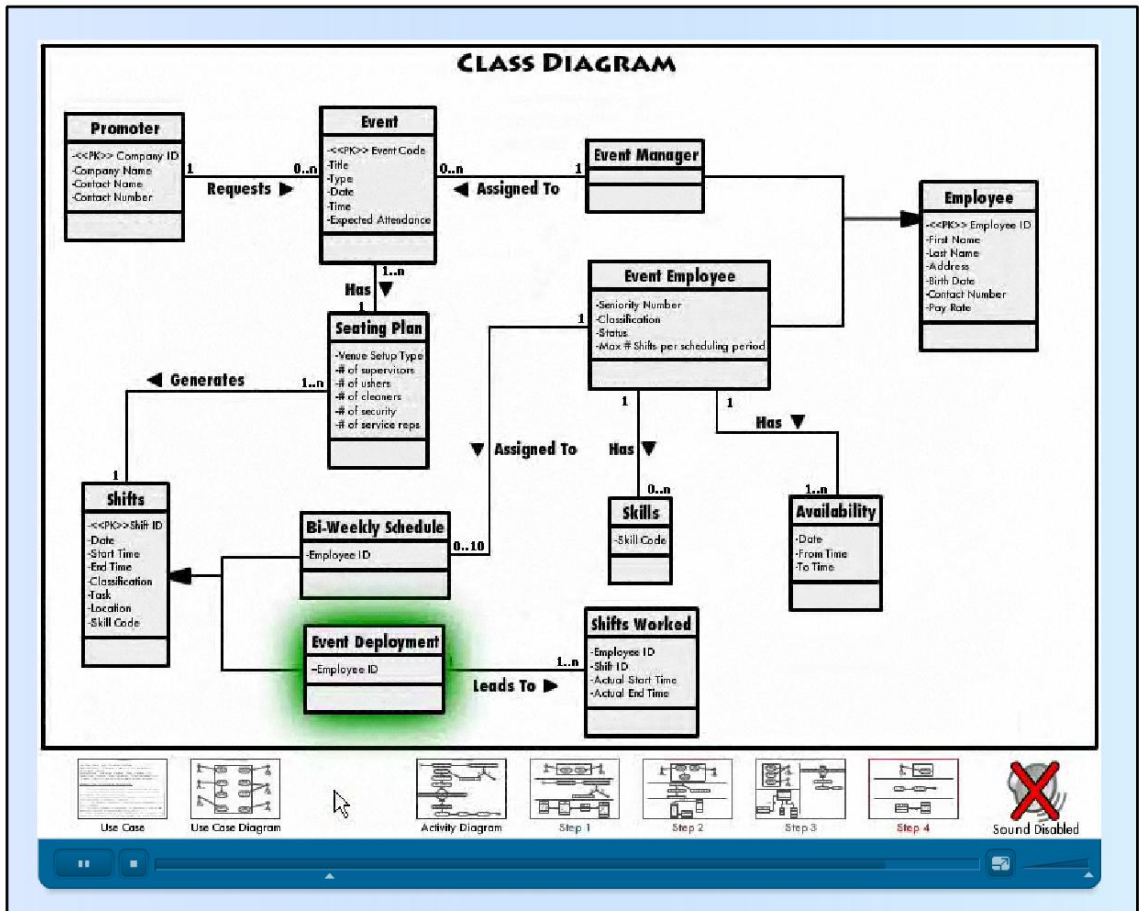 CLASS DIAGRAM
Promoter
-<<PK>> Company ID
-Company Name
-Contact Name
-Contact Number
1
0..n
Requests ▶
Event
-<<PK>> Event Code
-Title
-Type
-Date
-Time
-Expected Attendance
0..n
1
◀ Assigned To
Event Manager
Employee
-<<PK>> Employee ID
-First Name
-Last Name
-Address
-Birth Date
-Contact Number
-Pay Rate
1..n
Has ▼
1
Event Employee
-Seniority Number
-Classification
-Status
-Max # Shifts per scheduling period
1
Seating Plan
-Venue Setup Type
-# of supervisors
-# of ushers
-# of cleaners
-# of security
-# of service reps
◀ Generates
1..n
1
▼ Assigned To
1
Has ▼
0..n
1
Has ▼
1..n
Shifts
-<<PK>>Shift ID
-Date
-Start Time
-End Time
-Classification
-Task
-Location
-Skill Code
Bi-Weekly Schedule
-Employee ID
0..10
Skills
-Skill Code
Availability
-Date
-From Time
-To Time
Event Deployment
-Employee ID
1
1..n
Leads To ▶
Shifts Worked
-Employee ID
-Shift ID
-Actual Start Time
-Actual End Time
Use Case
Use Case Diagram
Activity Diagram
Step 1
Step 2
Step 3
Step 4
Sound Disabled